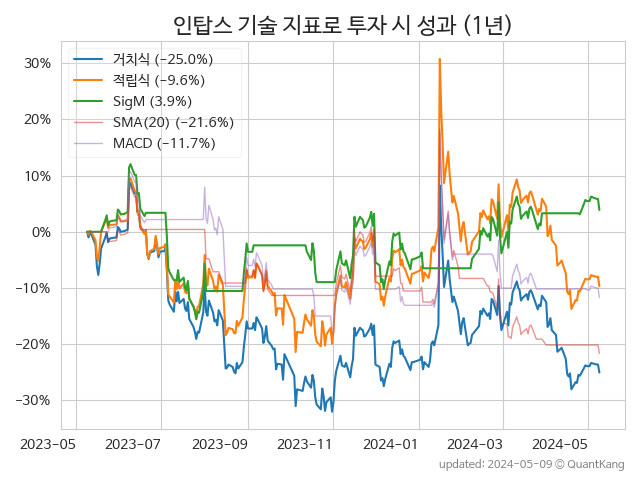 인탑스 기술 지표로 투자 시 성과 (1년)
거치식 (−25.0%)
적립식 (−9.6%)
SigM (3.9%)
SMA(20) (−21.6%)
MACD (−11.7%)
30%
20%
10%
0%
−10%
−20%
−30%
2023-05 2023-07 2023-09 2023-11 2024-01 2024-03 2024-05
updated: 2024-05-09 © QuantKang